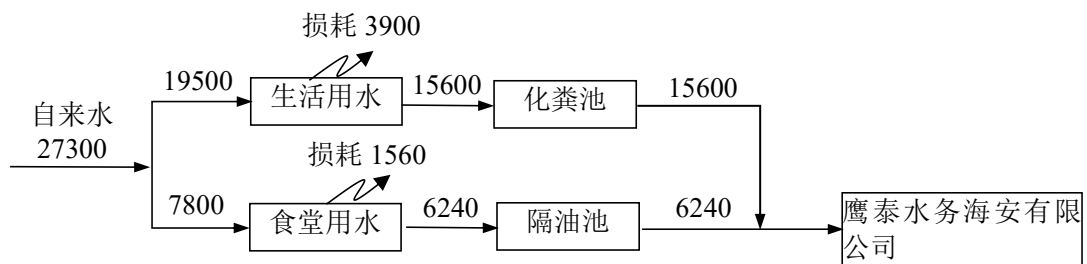 损耗 3900
19500
生活用水
15600
化粪池
15600
自来水
27300
损耗 1560
7800
食堂用水
6240
隔油池
6240
鹰泰水务海安有限
公司